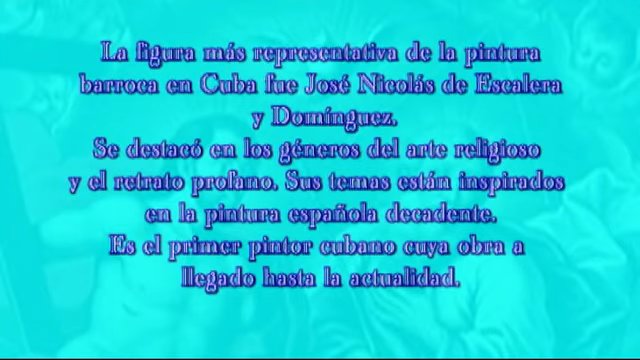 La figura más representativa de la pintura
barroca en Cuba fue José Nicolás de Escalera
y Domínguez.
Se destacó en los géneros del arte religioso
y el retrato profano. Sus temas están inspirados
en la pintura española decadente.
Es el primer pintor cubano cuya obra a
llegado hasta la actualidad.